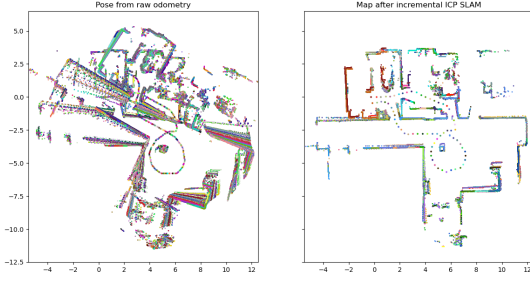 Pose from raw odometry
Map after incremental ICP SLAM
5.0
2.5
0.0
−2.5
−5.0
−7.5
−10.0
−12.5
−4 −2 0 2 4 6 8 10 12
−4 −2 0 2 4 6 8 10 12